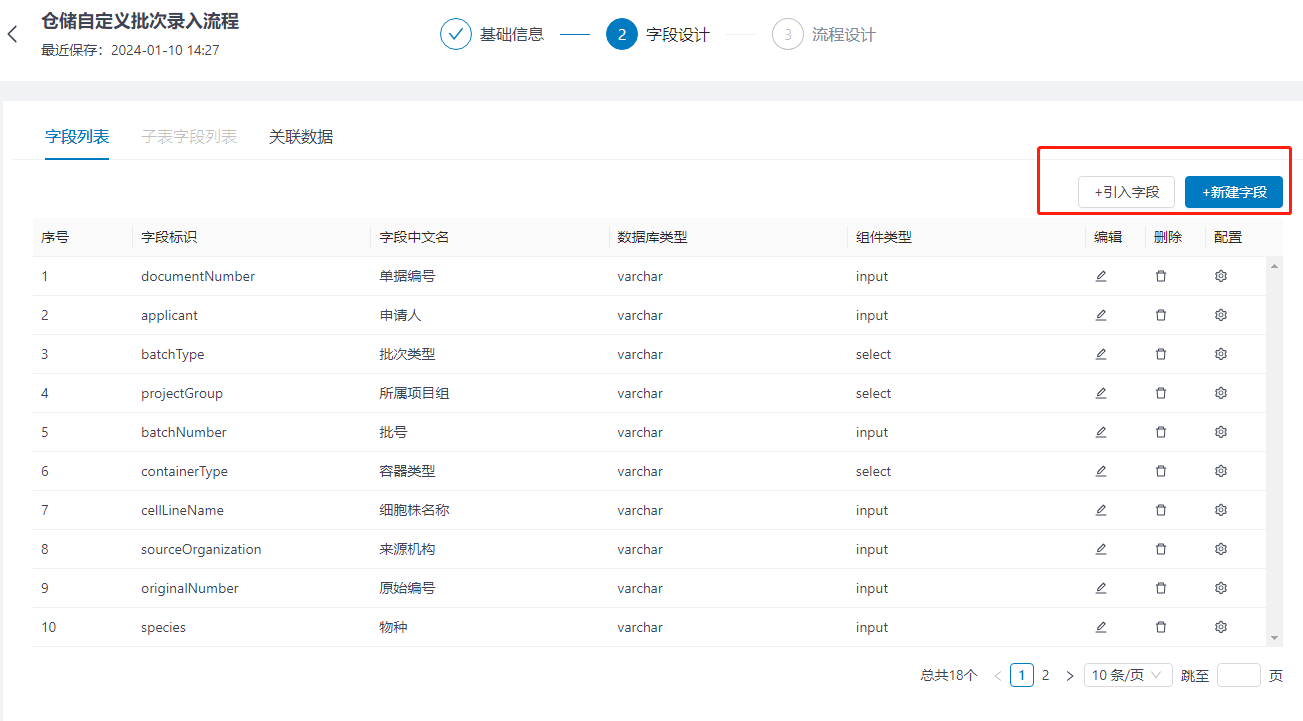 仓储自定义批次录入流程
最近保存：2024-01-10 14:27
基础信息 2 字段设计 3 流程设计
字段列表 子表字段列表 关联数据
+引入字段 +新建字段
序号 字段标识 字段中文名 数据库类型 组件类型 编辑 删除 配置
1 documentNumber 单据编号 varchar input
2 applicant 申请人 varchar input
3 batchType 批次类型 varchar select
4 projectGroup 所属项目组 varchar select
5 batchNumber 批号 varchar input
6 containerType 容器类型 varchar select
7 cellLineName 细胞株名称 varchar input
8 sourceOrganization 来源机构 varchar input
9 originalNumber 原始编号 varchar input
10 species 物种 varchar input
总共18个 < 1 2 > 10 条/页 跳至 页